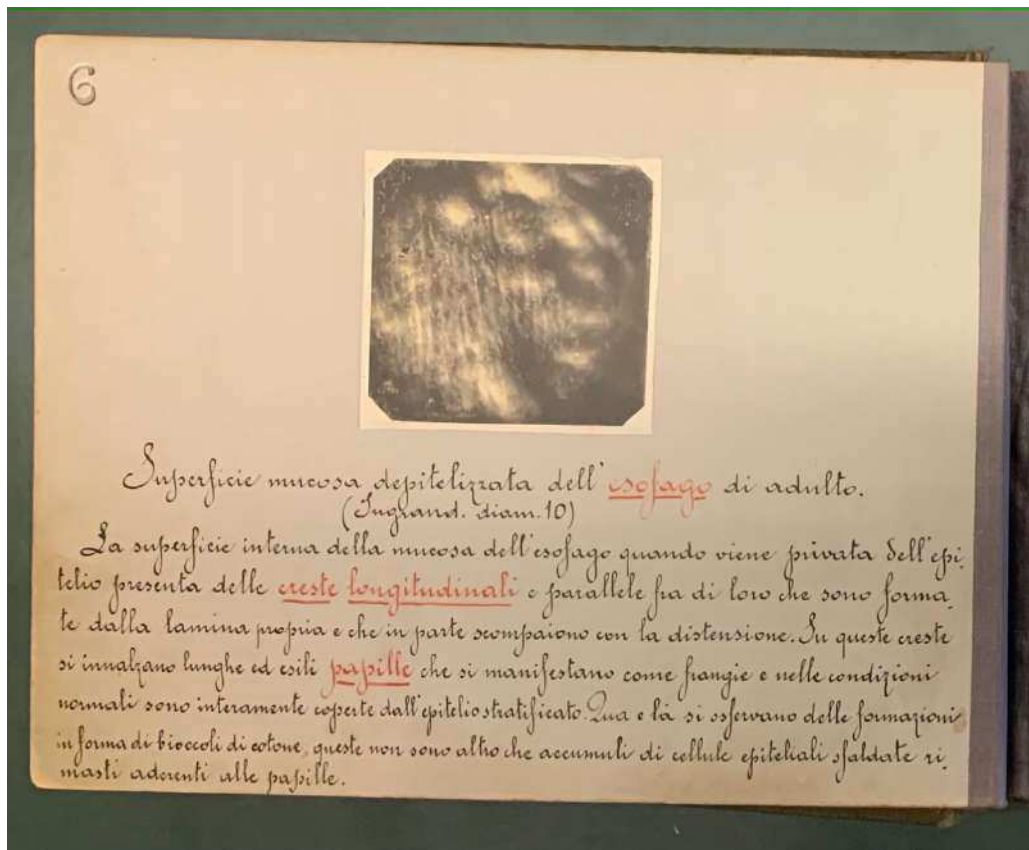 6
Superficie mucosa depitelizzata dell'esofago di adulto.
(Ingrand. diam. 10)
La superficie interna della mucosa dell'esofago quando viene privata dell'epi-
telio presenta delle creste longitudinali e parallele fra di loro che sono forma-
te dalla lamina propria e che in parte scompaiono con la distensione. Su queste creste
si innalzano lunghe ed esili papille che si manifestano come frangie e nelle condizioni
normali sono interamente coperte dall'epitelio stratificato. Qua e là si osservano delle formazioni
in forma di bioccoli di cotone, queste non sono altro che accumuli di cellule epiteliali sfaldate ri-
masti aderenti alle papille.